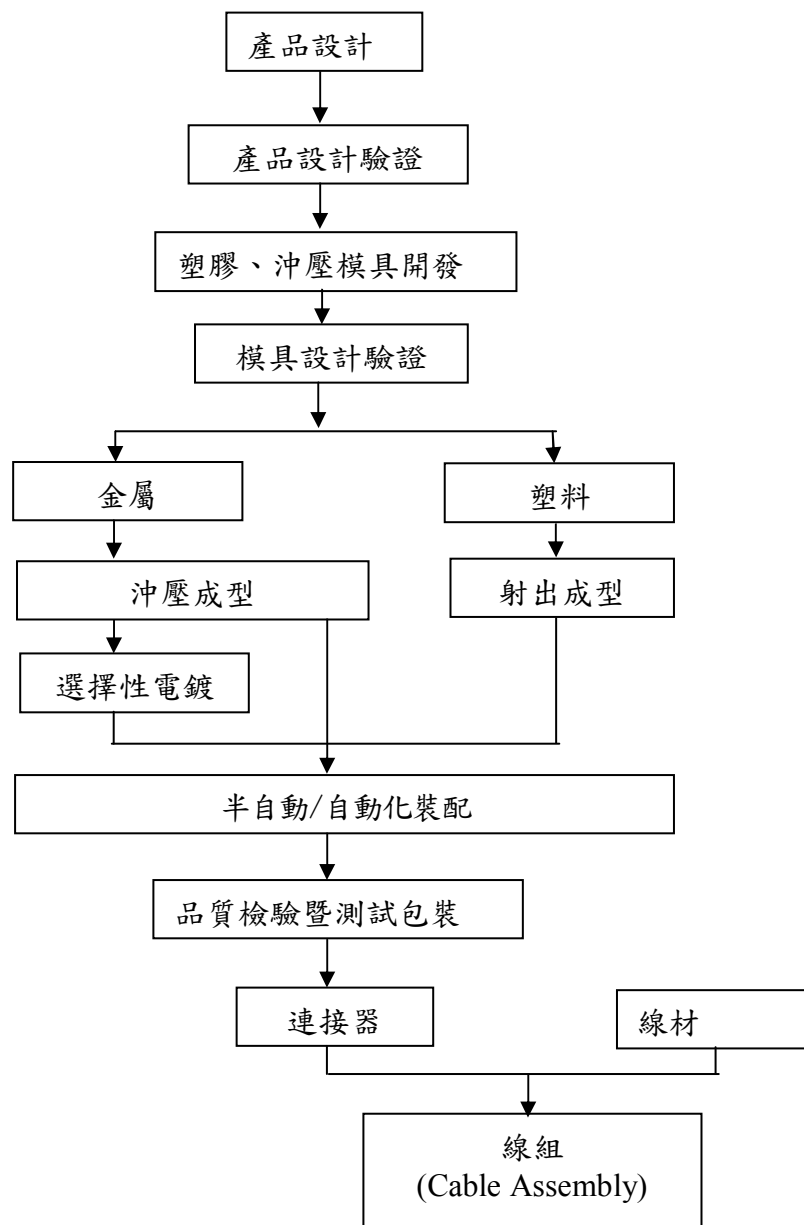 產品設計
產品設計驗證
塑膠、沖壓模具開發
模具設計驗證
金屬
塑料
沖壓成型
射出成型
選擇性電鍍
半自動/自動化裝配
品質檢驗暨測試包裝
連接器
線材
線組
(Cable Assembly)